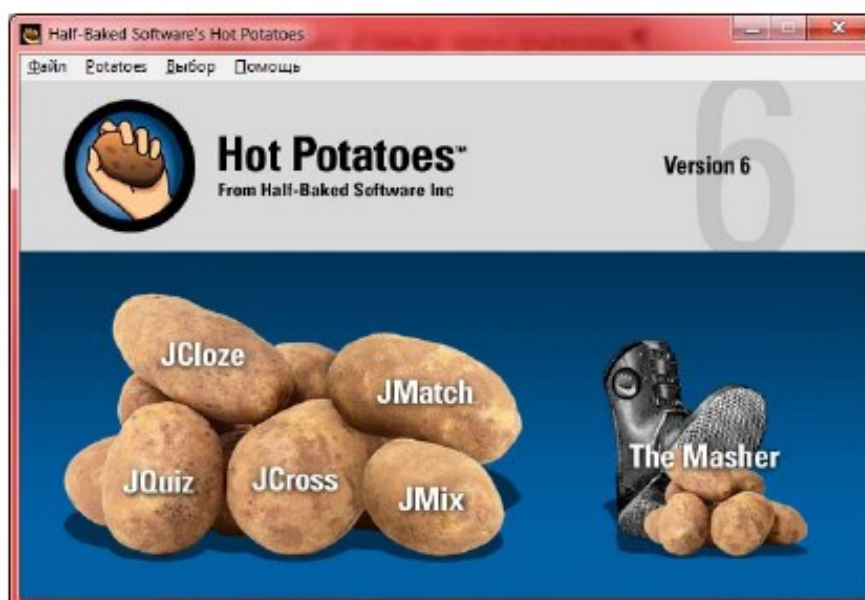 Half-Baked Software's Hot Potatoes
Файл Potatoes Выбор Помощь
Hot Potatoes™
From Half-Baked Software Inc
Version 6
6
JCloze
JMatch
JQuiz
JCross
JMix
The Masher